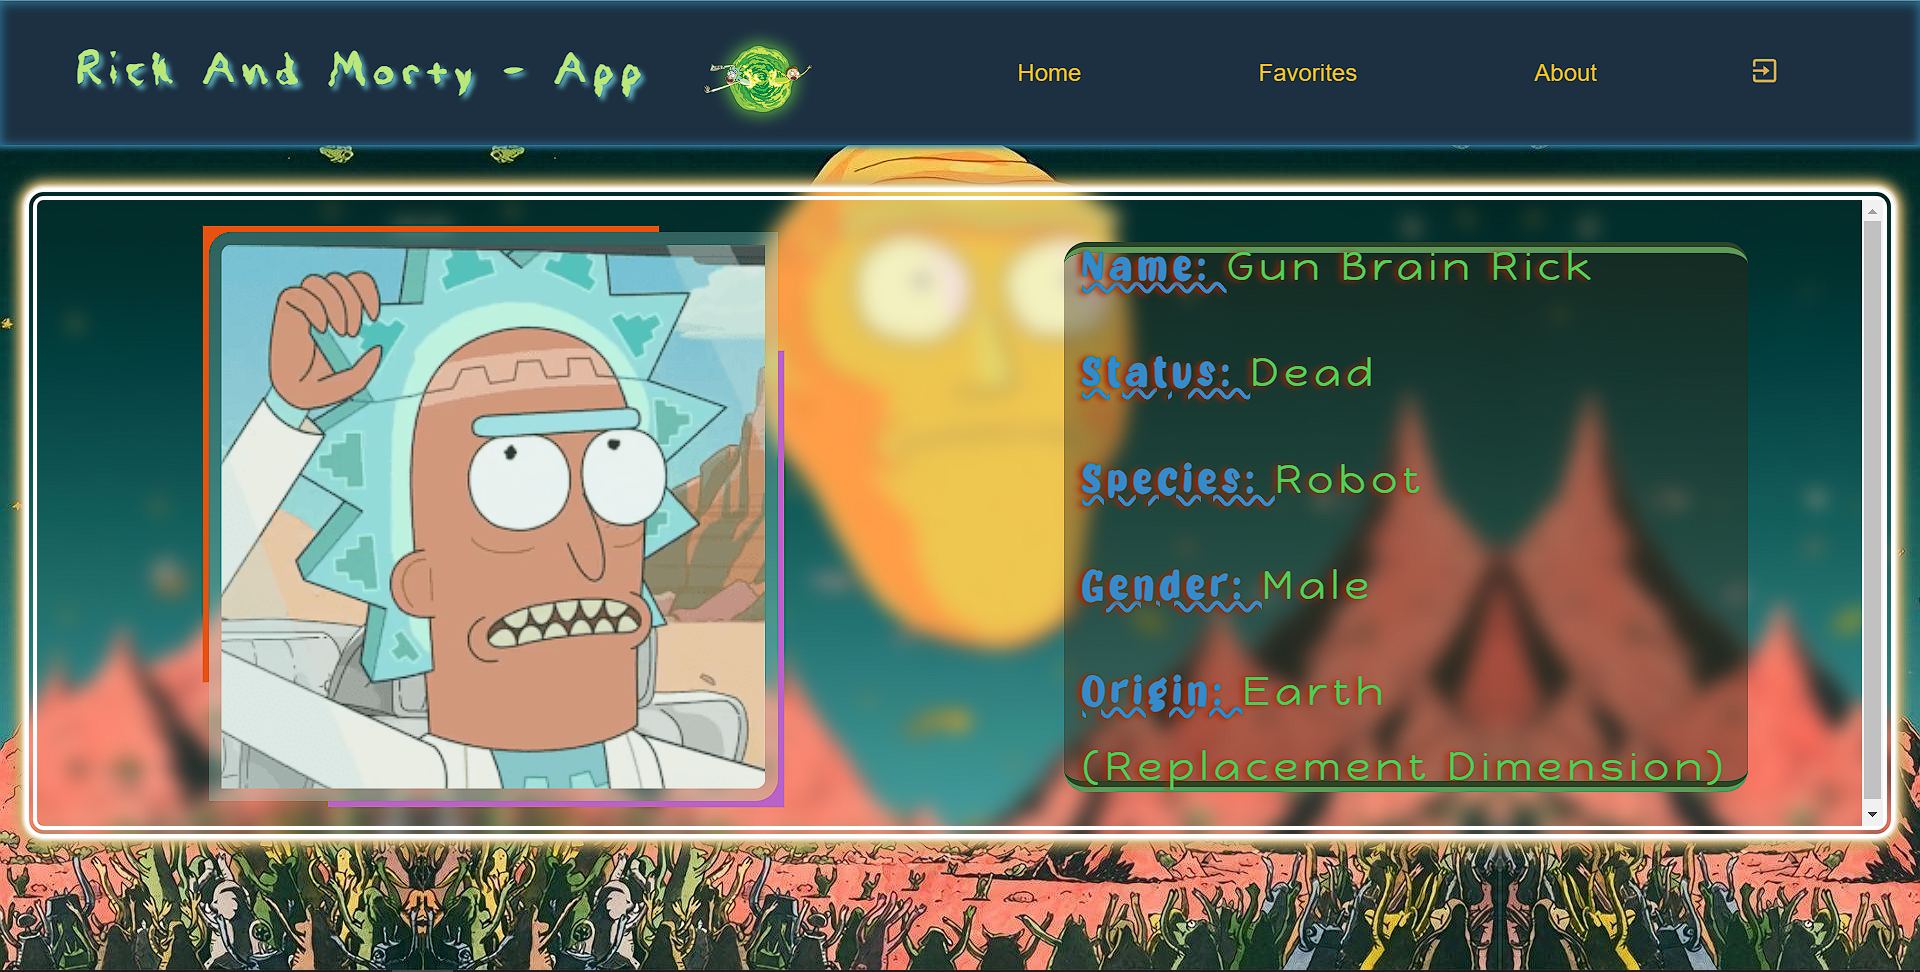 Rick And Morty - App
Home
Favorites
About
Name: Gun Brain Rick
Status: Dead
Species: Robot
Gender: Male
Origin: Earth
(Replacement Dimension)